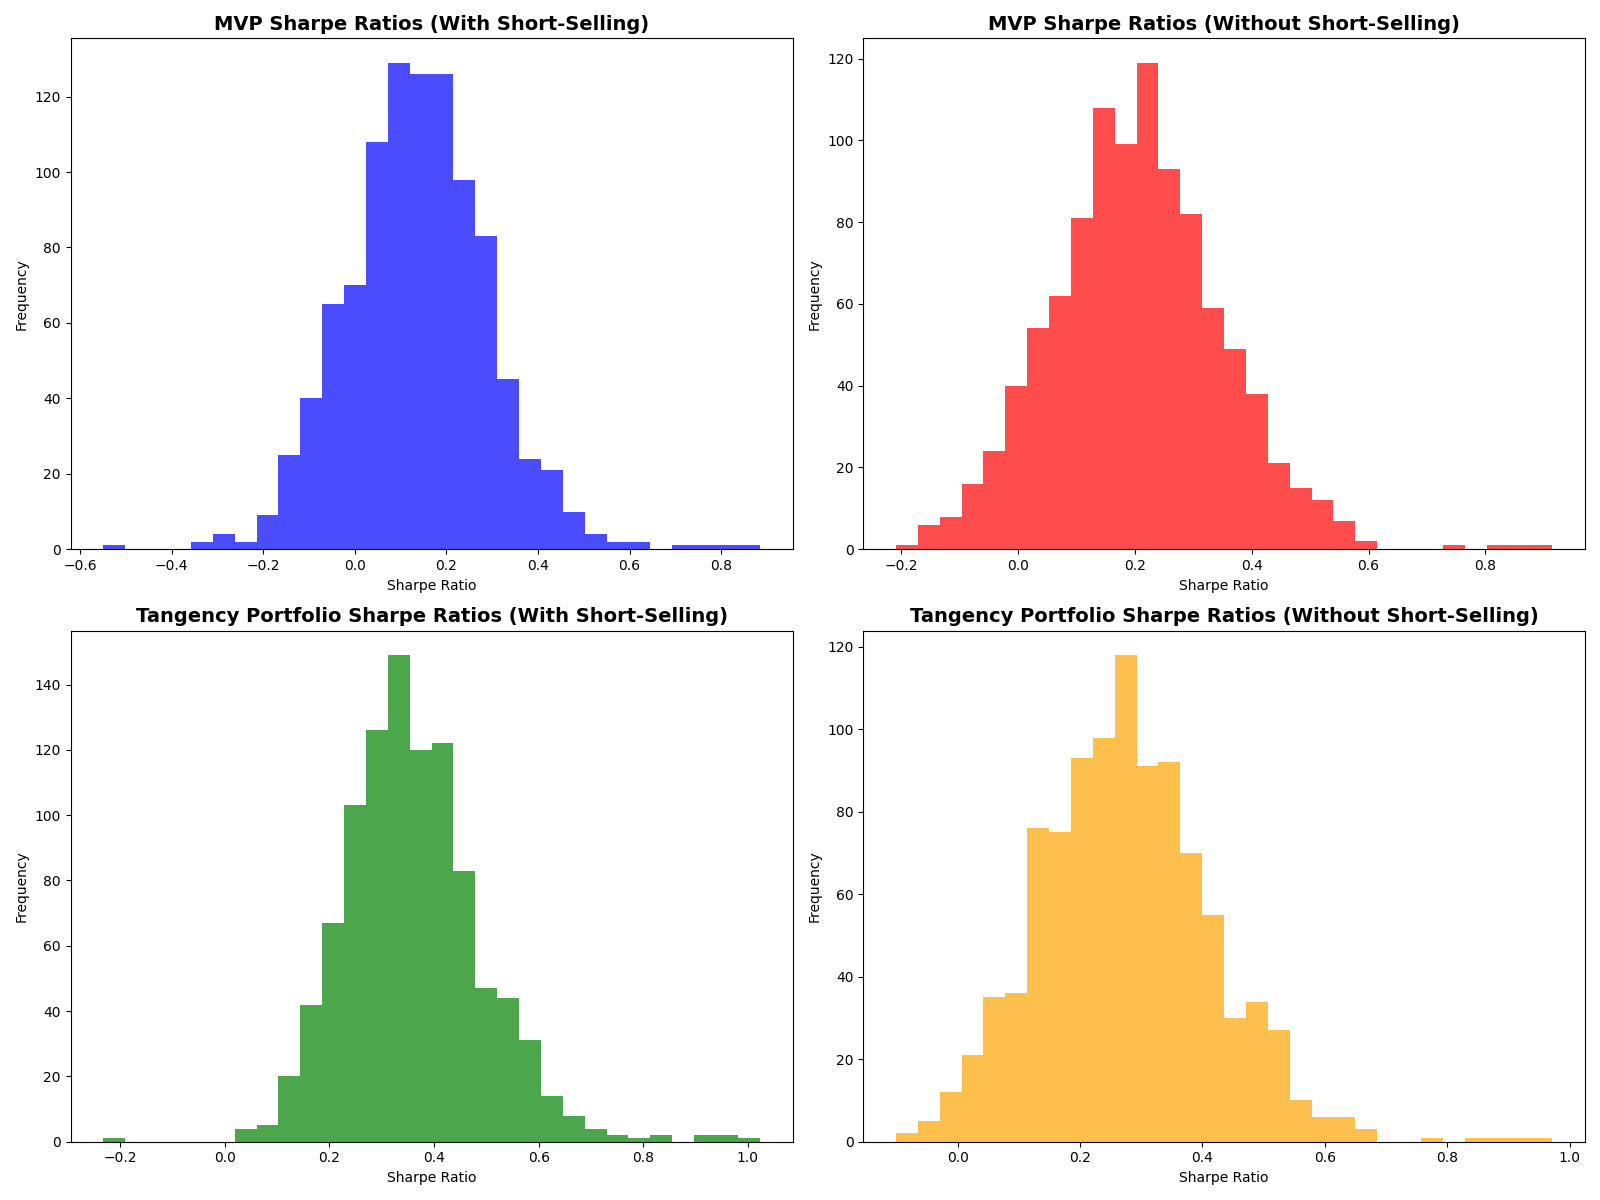 MVP Sharpe Ratios (With Short-Selling)
120
100
80
60
40
20
0
Frequency
−0.6 −0.4 −0.2 0.0 0.2 0.4 0.6 0.8
Sharpe Ratio
MVP Sharpe Ratios (Without Short-Selling)
120
100
80
60
40
20
0
Frequency
−0.2 0.0 0.2 0.4 0.6 0.8
Sharpe Ratio
Tangency Portfolio Sharpe Ratios (With Short-Selling)
140
120
100
80
60
40
20
0
Frequency
−0.2 0.0 0.2 0.4 0.6 0.8 1.0
Sharpe Ratio
Tangency Portfolio Sharpe Ratios (Without Short-Selling)
120
100
80
60
40
20
0
Frequency
0.0 0.2 0.4 0.6 0.8 1.0
Sharpe Ratio